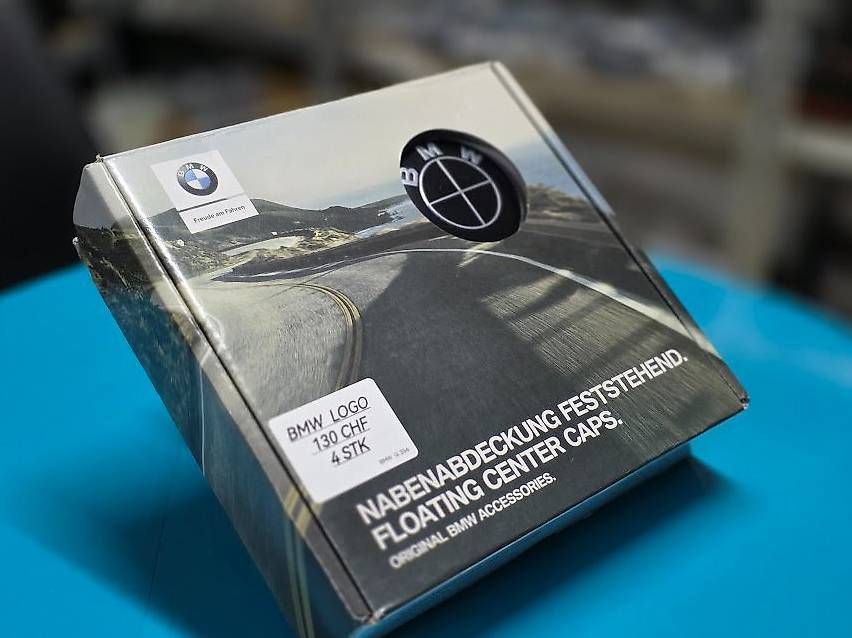 BMW
Freude am Fahren
BMW
BMW LOGO
130 CHF
4 STK
NABENABDECKUNG FESTSTEHEND.
FLOATING CENTER CAPS.
ORIGINAL BMW ACCESSORIES.